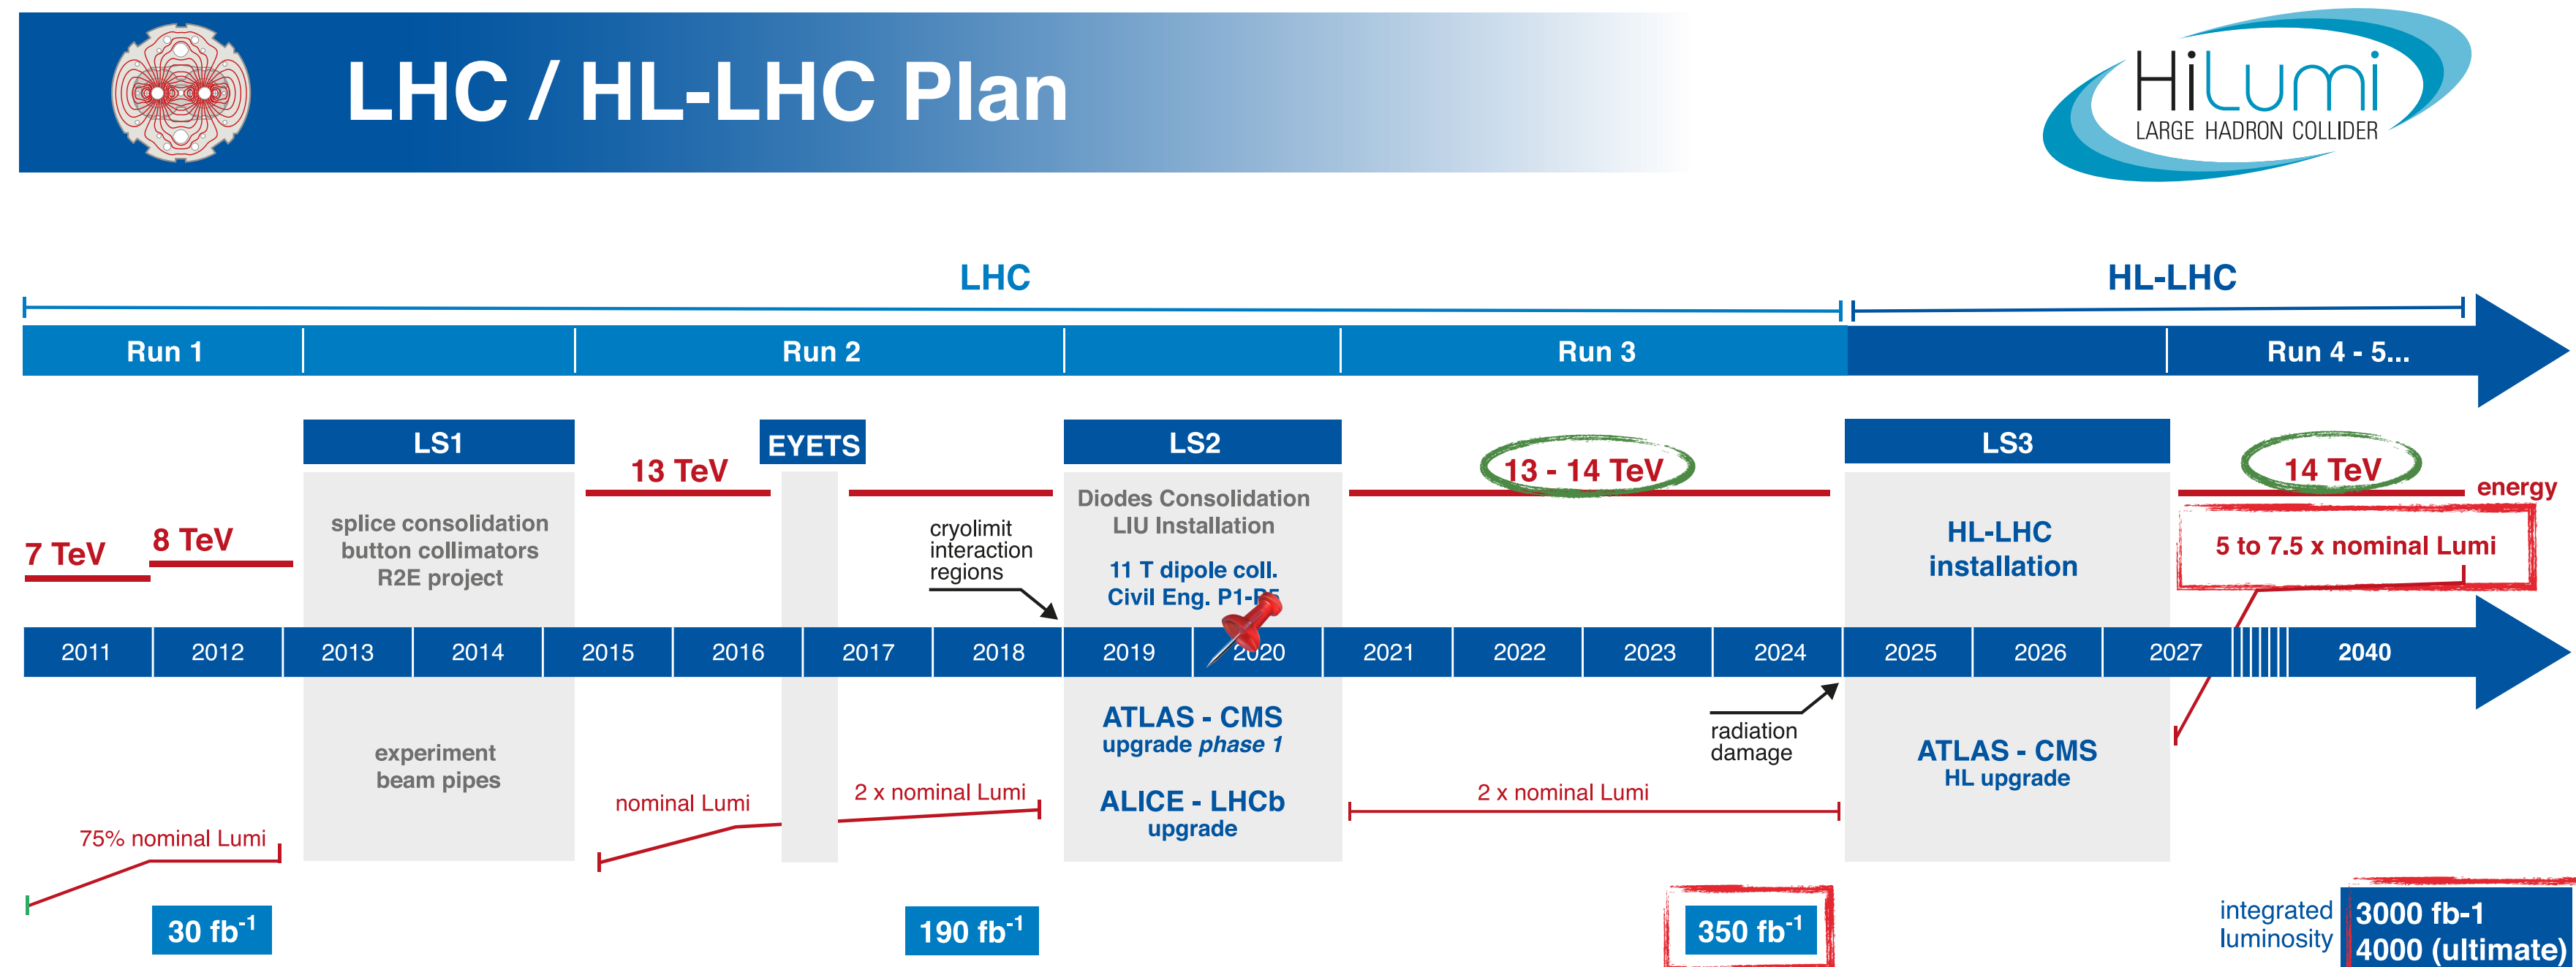 LHC / HL-LHC Plan
HiLumi
LARGE HADRON COLLIDER
LHC
HL-LHC
Run 1
Run 2
Run 3
Run 4 - 5...
LS1
EYETS
LS2
LS3
13 TeV
13 - 14 TeV
14 TeV
energy
7 TeV
8 TeV
splice consolidation
button collimators
R2E project
cryolimit
interaction
regions
Diodes Consolidation
LIU Installation
11 T dipole coll.
Civil Eng. P1-P5
HL-LHC
installation
5 to 7.5 x nominal Lumi
2011
2012
2013
2014
2015
2016
2017
2018
2019
2020
2021
2022
2023
2024
2025
2026
2027
2040
experiment
beam pipes
ATLAS - CMS
upgrade phase 1
ALICE - LHCb
upgrade
radiation
damage
ATLAS - CMS
HL upgrade
75% nominal Lumi
nominal Lumi
2 x nominal Lumi
2 x nominal Lumi
30 fb⁻¹
190 fb⁻¹
350 fb⁻¹
integrated
luminosity
3000 fb-1
4000 (ultimate)